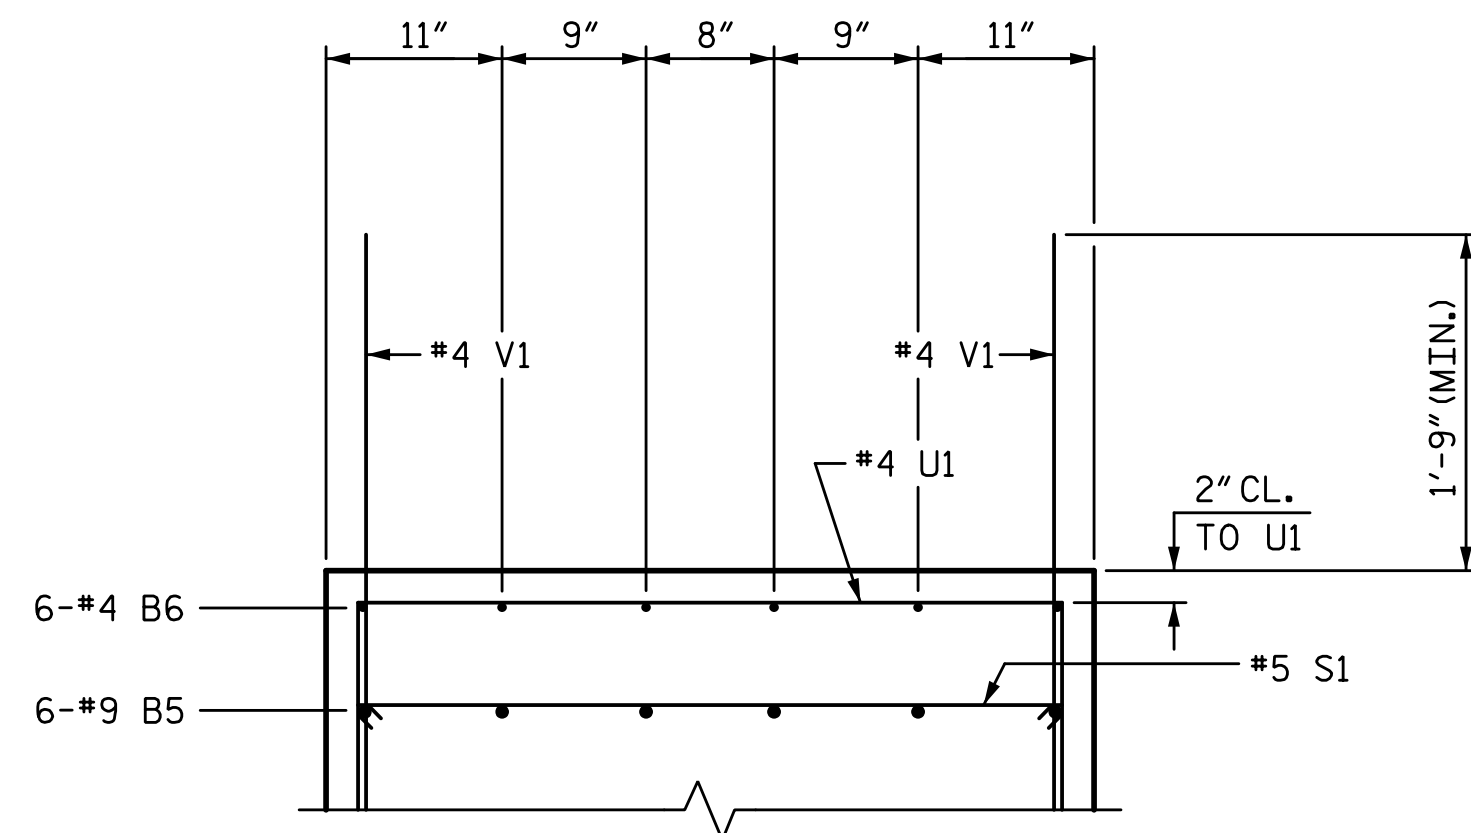 11" 9" 8" 9" 11"
#4 V1 #4 V1
1'-9" (MIN.)
#4 U1
2" CL.
TO U1
6-#4 B6
#5 S1
6-#9 B5